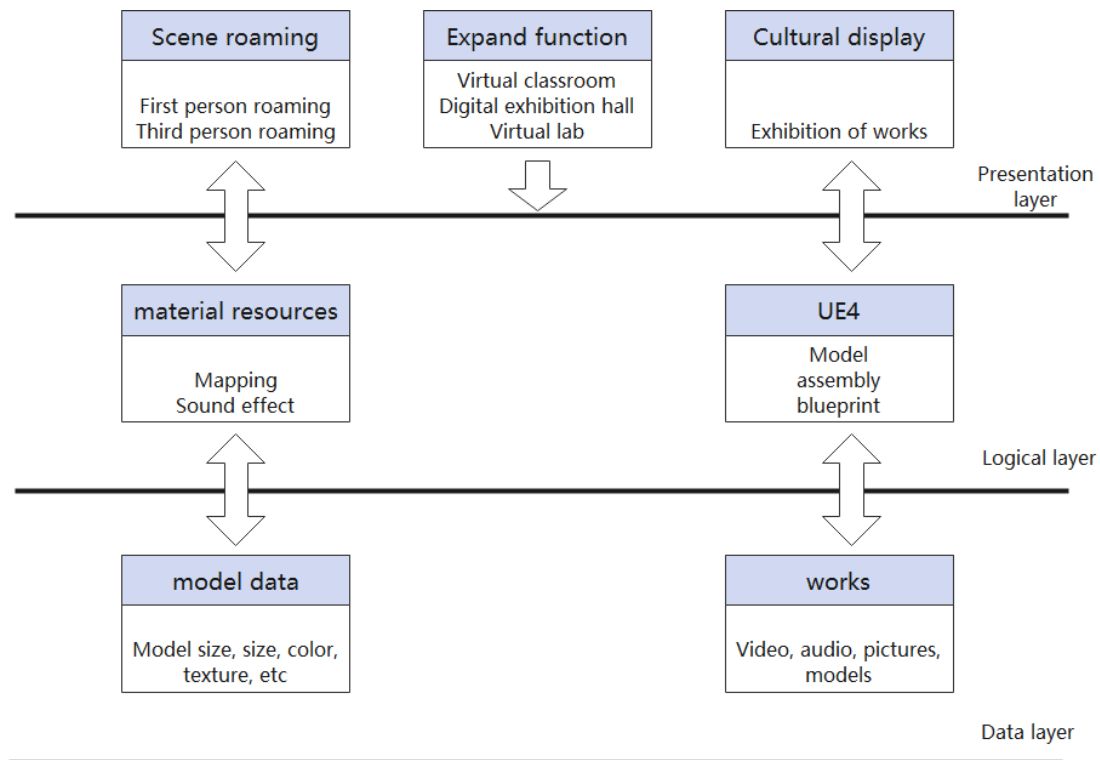 Scene roaming
First person roaming
Third person roaming
Expand function
Virtual classroom
Digital exhibition hall
Virtual lab
Cultural display
Exhibition of works
Presentation
layer
material resources
Mapping
Sound effect
UE4
Model
assembly
blueprint
Logical layer
model data
Model size, size, color,
texture, etc
works
Video, audio, pictures,
models
Data layer